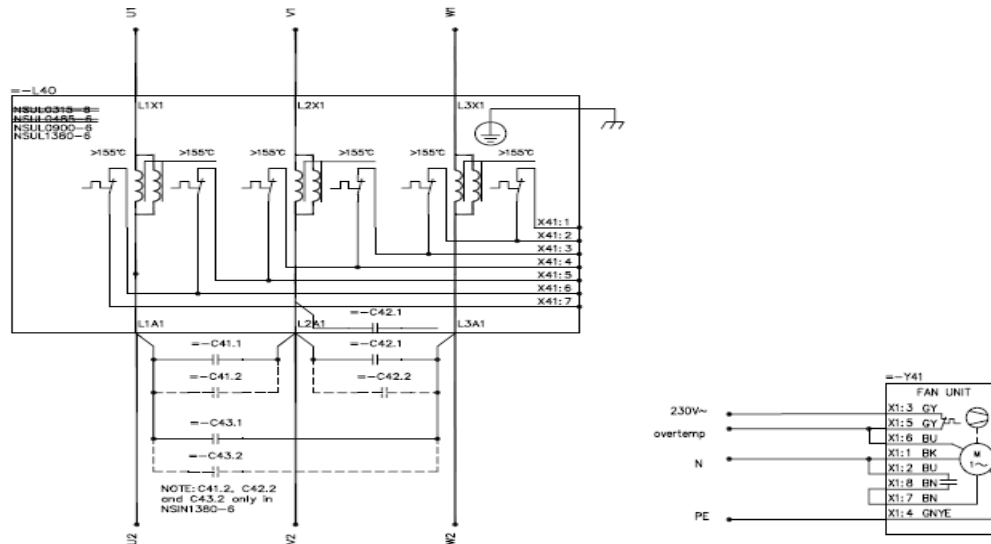 U1
V1
W1
=-L40
NSUL0315-6
NSUL0485-6
NSUL0900-6
NSUL1380-6
L1X1
L2X1
L3X1
>155°C
>155°C
>155°C
>155°C
>155°C
>155°C
X41:1
X41:2
X41:3
X41:4
X41:5
X41:6
X41:7
=-C42.1
L1A1
L2A1
L3A1
=-C41.1
=-C42.1
=-C41.2
=-C42.2
=-C43.1
=-C43.2
NOTE: C41.2, C42.2
and C43.2 only in
NSIN1380-6
U2
V2
W2
=-Y41
FAN UNIT
230V~
X1:3 GY
overtemp
X1:5 GY
X1:6 BU
N
X1:1 BK
X1:2 BU
X1:8 BN
X1:7 BN
PE
X1:4 GNYE
M
1~